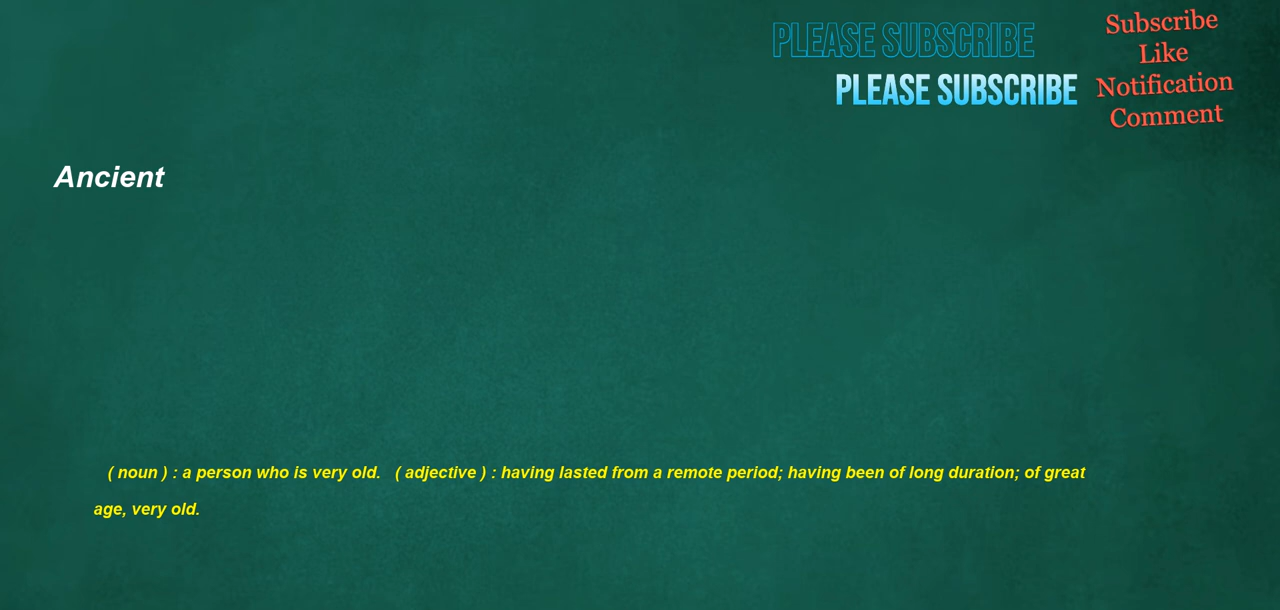 PLEASE SUBSCRIBE
PLEASE SUBSCRIBE
Subscribe
Like
Notification
Comment
Ancient
( noun ) : a person who is very old. ( adjective ) : having lasted from a remote period; having been of long duration; of great
age, very old.